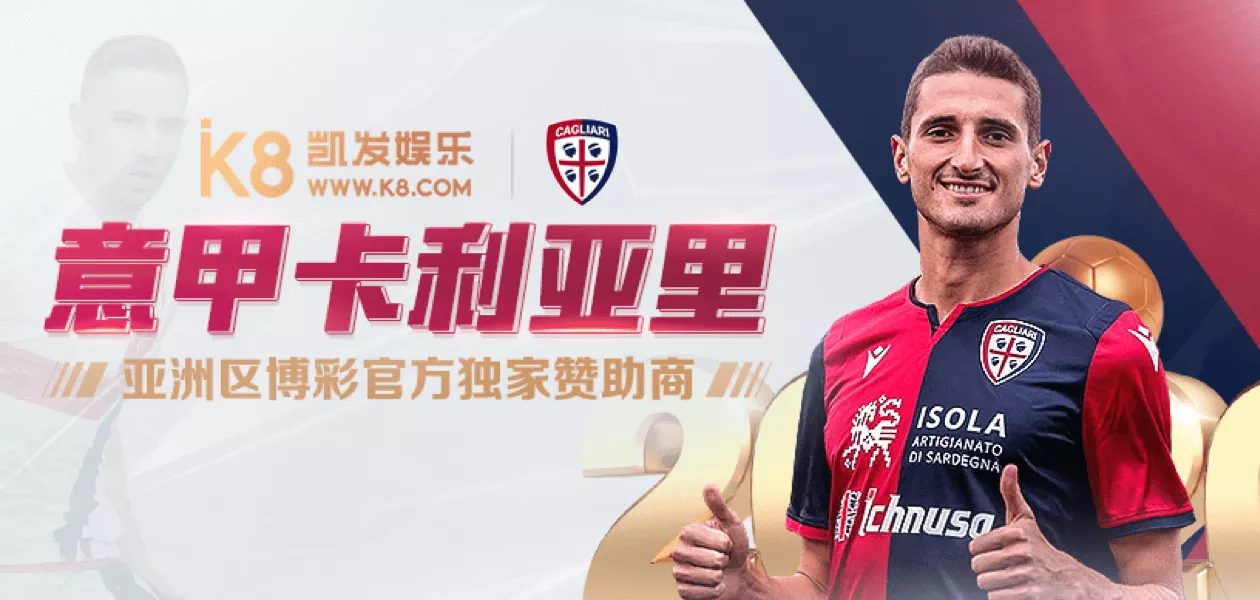 K8 凯发娱乐
WWW.K8.COM
CAGLIARI
意甲卡利亚里
亚洲区博彩官方独家赞助商
CAGLIARI
ISOLA
ARTIGIANATO
DI SARDEGNA
ichnusa